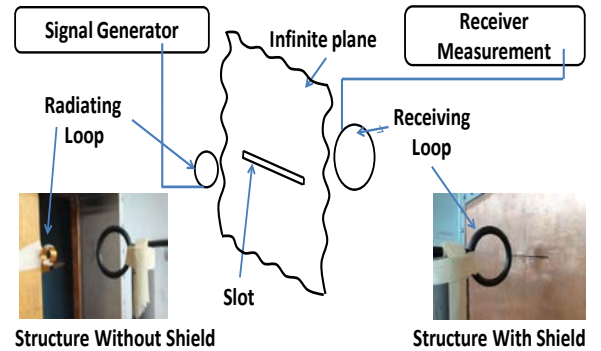 Signal Generator
Infinite plane
Receiver
Measurement
Radiating
Loop
Receiving
Loop
Slot
Structure Without Shield
Structure With Shield